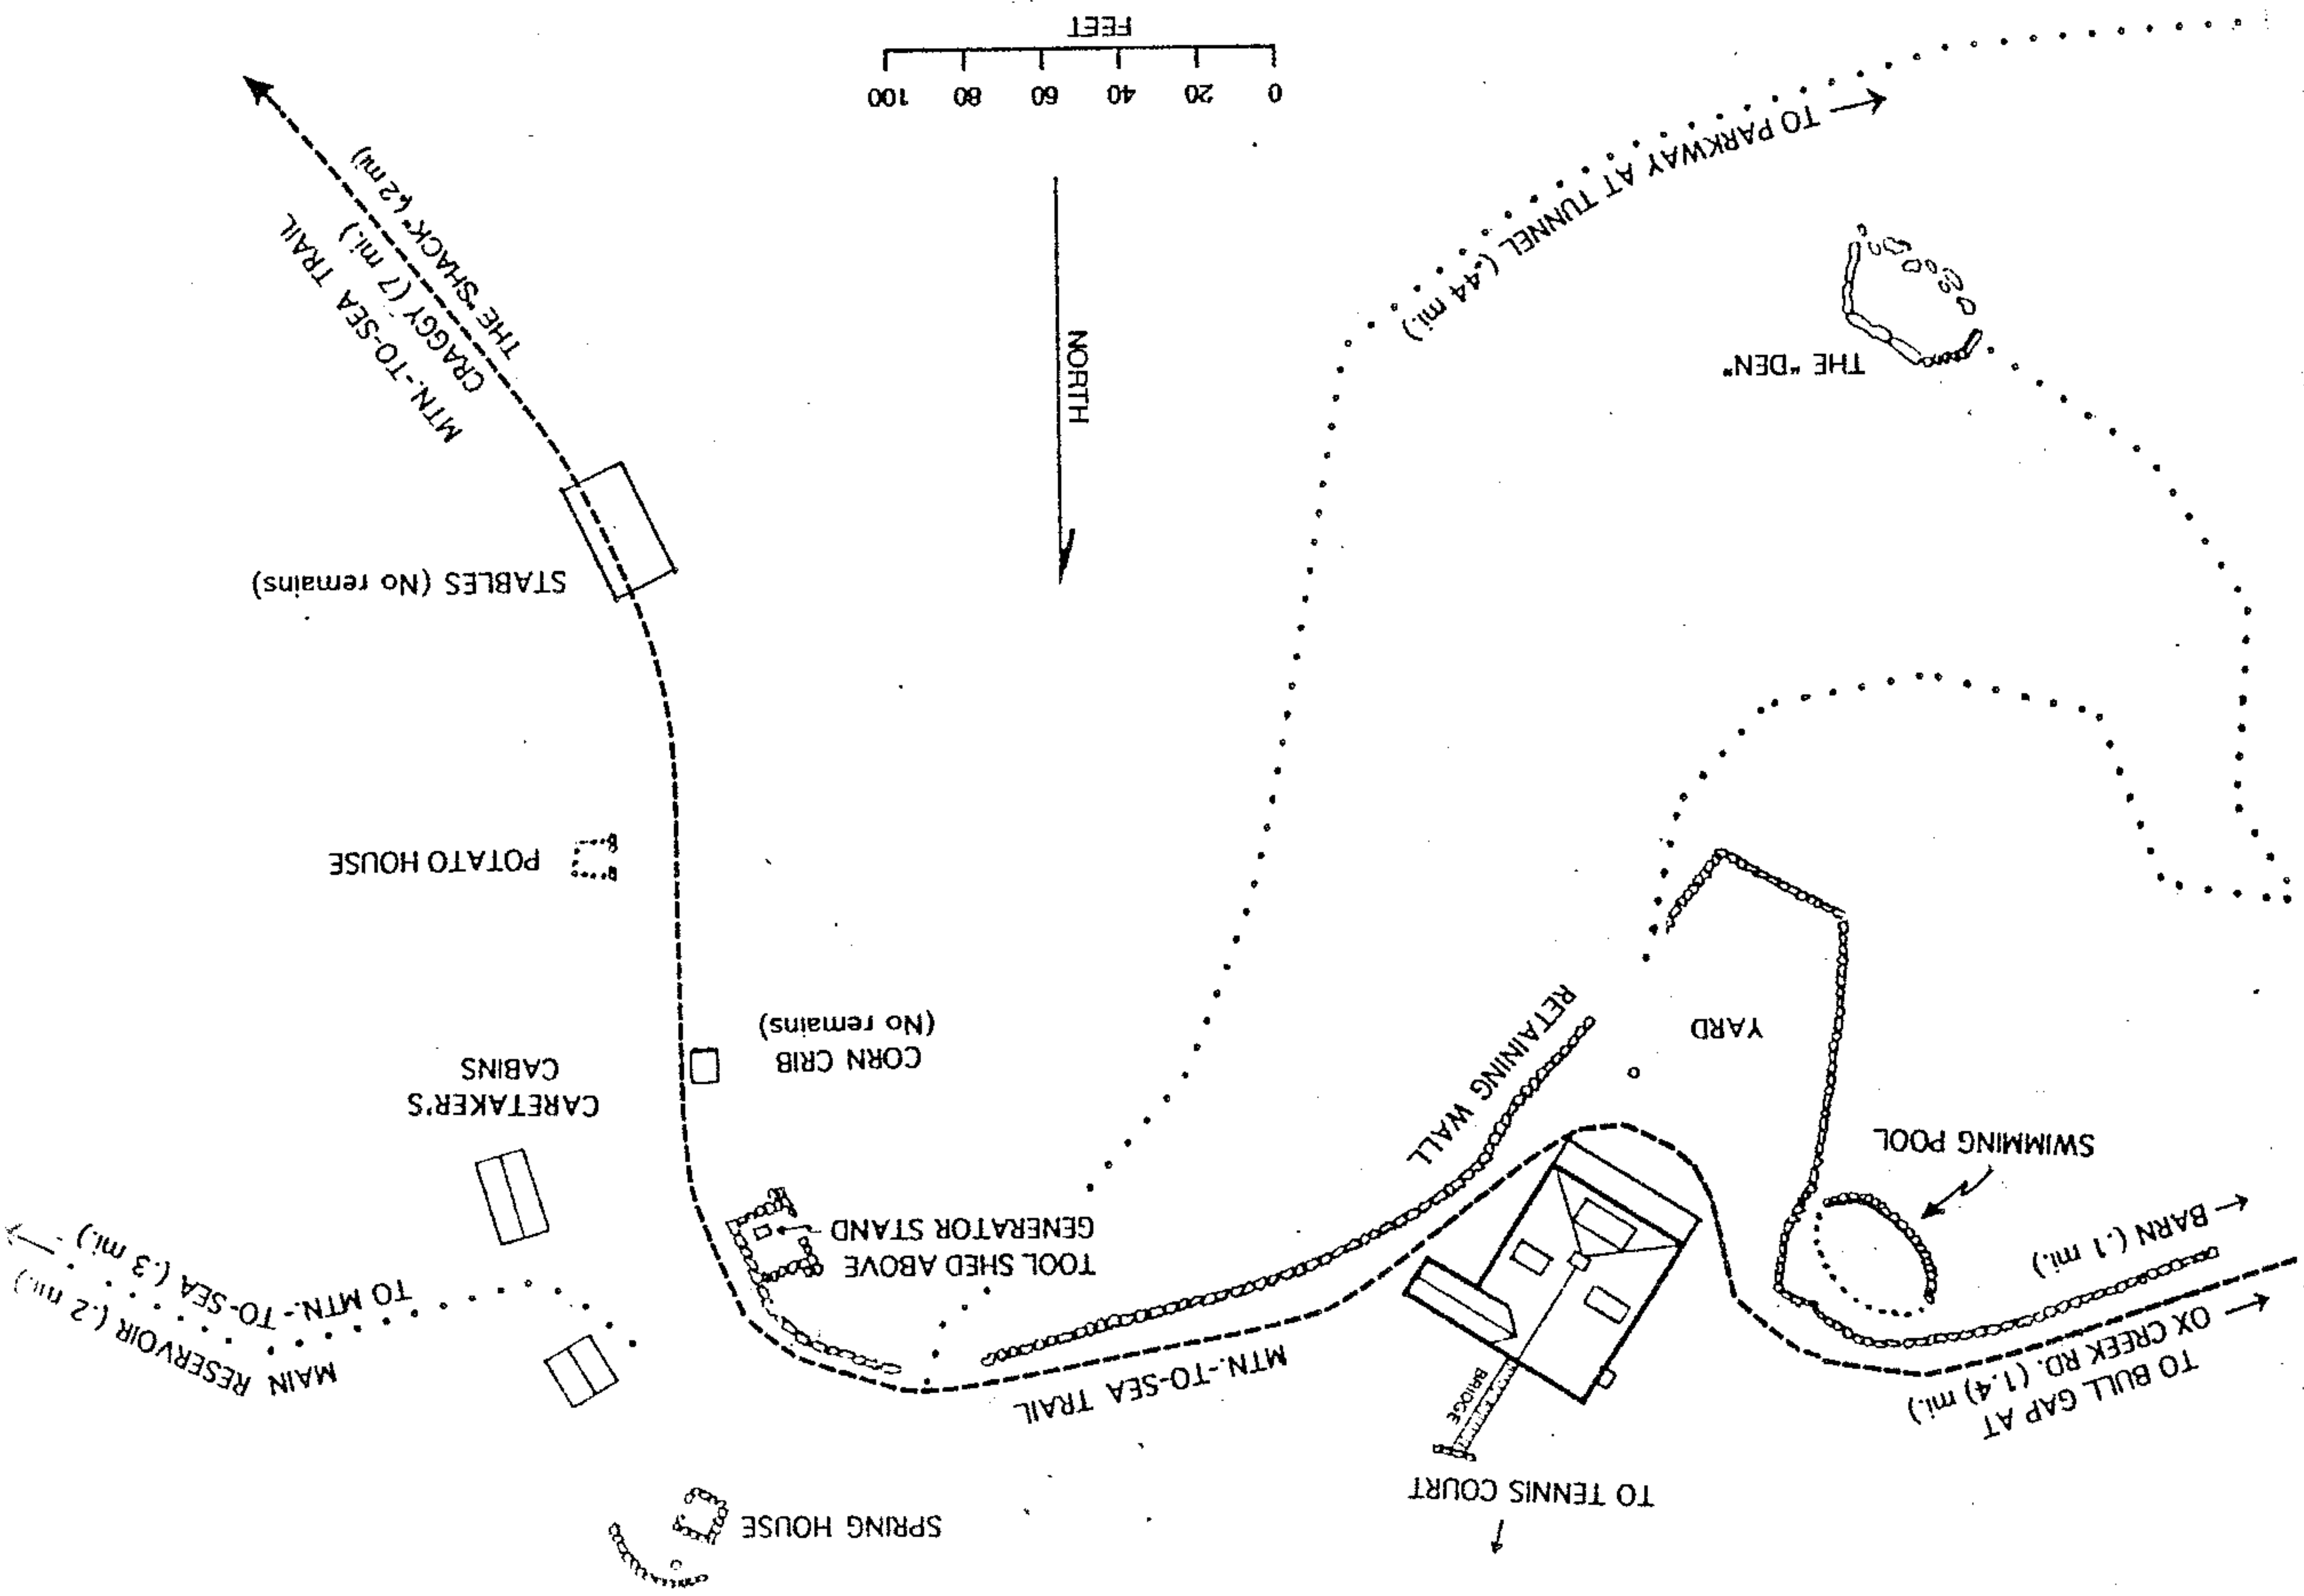 TO TENNIS COURT
SPRING HOUSE
BRIDGE
TO BULL GAP AT
OX CREEK RD. (1.4) mi.)
BARN (.1 mi.)
MTN.-TO-SEA TRAIL
MAIN
RESERVOIR (.2 mi.)
TO MTN.-TO-SEA (.3 mi.)
SWIMMING POOL
TOOL SHED ABOVE
GENERATOR STAND
RETAINING WALL
YARD
CARETAKER'S
CABINS
CORN CRIB
(No remains)
POTATO HOUSE
STABLES (No remains)
THE "DEN"
NORTH
MTN.-TO-SEA TRAIL
CRAGGY (7 mi.)
THE "SHACK" (.2 mi)
TO PARKWAY AT TUNNEL (.44 mi.)
0 20 40 60 80 100
FEET